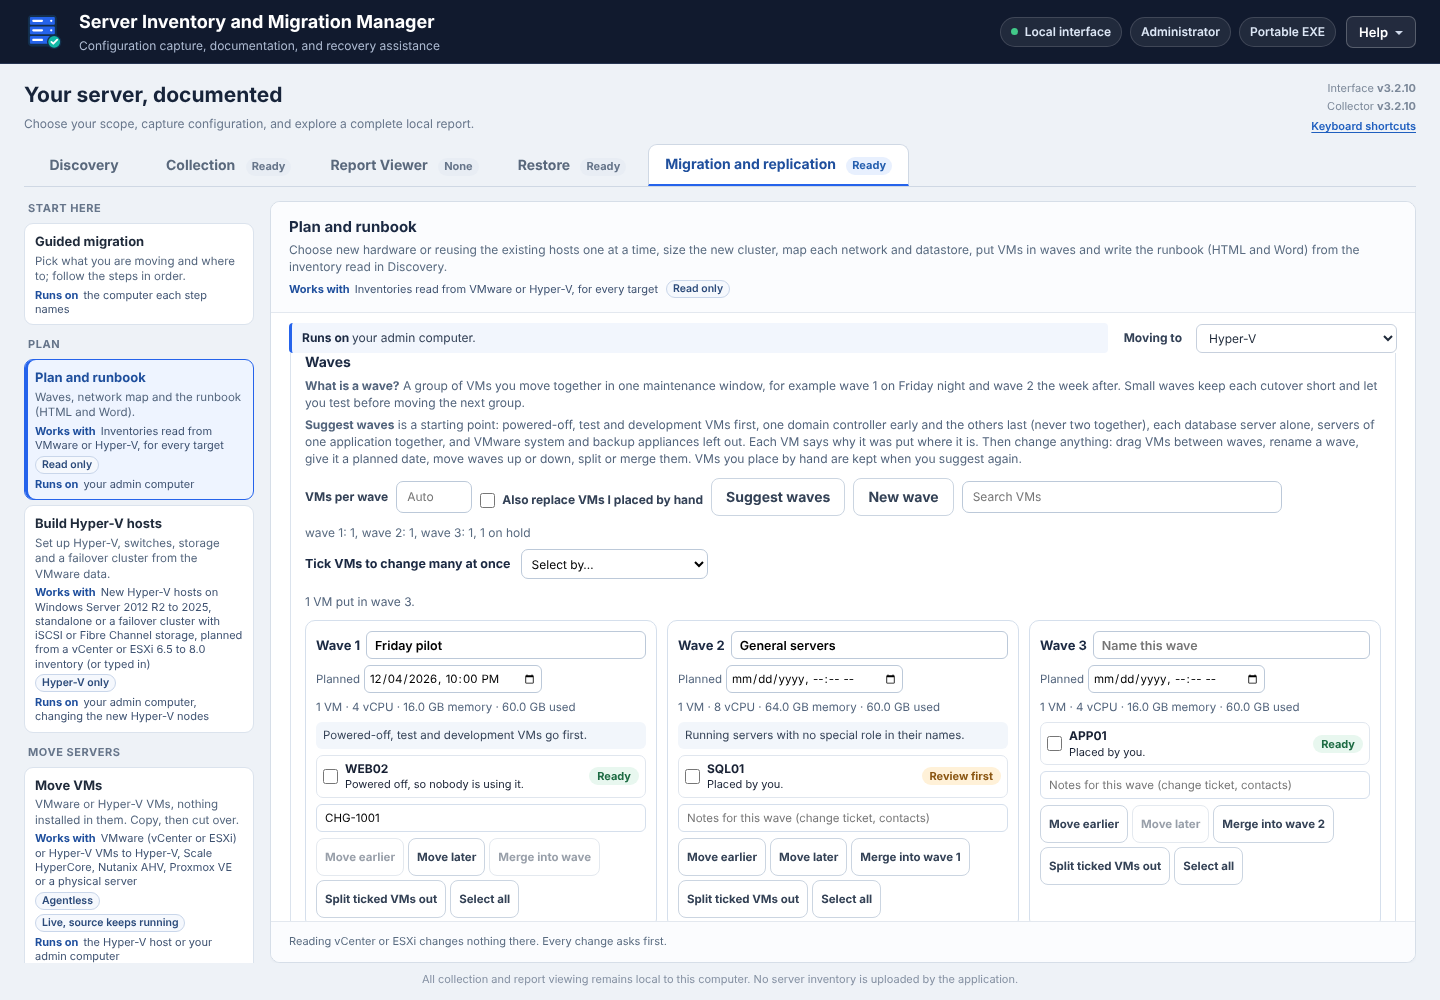 Server Inventory and Migration Manager
Configuration capture, documentation, and recovery assistance
Local interface
Administrator
Portable EXE
Help
Your server, documented
Choose your scope, capture configuration, and explore a complete local report.
Interface v3.2.10
Collector v3.2.10
Keyboard shortcuts
Discovery
Collection Ready
Report Viewer None
Restore Ready
Migration and replication Ready
START HERE
Guided migration
Pick what you are moving and where
to; follow the steps in order.
Runs on the computer each step
names
PLAN
Plan and runbook
Waves, network map and the runbook
(HTML and Word).
Works with Inventories read from
VMware or Hyper-V, for every target
Read only
Runs on your admin computer
Build Hyper-V hosts
Set up Hyper-V, switches, storage
and a failover cluster from the
VMware data.
Works with New Hyper-V hosts on
Windows Server 2012 R2 to 2025,
standalone or a failover cluster with
iSCSI or Fibre Channel storage, planned
from a vCenter or ESXi 6.5 to 8.0
inventory (or typed in)
Hyper-V only
Runs on your admin computer,
changing the new Hyper-V nodes
MOVE SERVERS
Move VMs
VMware or Hyper-V VMs, nothing
installed in them. Copy, then cut over.
Works with VMware (vCenter or ESXi)
or Hyper-V VMs to Hyper-V, Scale
HyperCore, Nutanix AHV, Proxmox VE
or a physical server
Agentless
Live, source keeps running
Runs on the Hyper-V host or your
admin computer
Plan and runbook
Choose new hardware or reusing the existing hosts one at a time, size the new cluster, map each network and datastore, put VMs in waves and write the runbook (HTML and Word) from the
inventory read in Discovery.
Works with Inventories read from VMware or Hyper-V, for every target Read only
Runs on your admin computer.
Moving to Hyper-V
Waves
What is a wave? A group of VMs you move together in one maintenance window, for example wave 1 on Friday night and wave 2 the week after. Small waves keep each cutover short and let
you test before moving the next group.
Suggest waves is a starting point: powered-off, test and development VMs first, one domain controller early and the others last (never two together), each database server alone, servers of
one application together, and VMware system and backup appliances left out. Each VM says why it was put where it is. Then change anything: drag VMs between waves, rename a wave,
give it a planned date, move waves up or down, split or merge them. VMs you place by hand are kept when you suggest again.
VMs per wave Auto Also replace VMs I placed by hand Suggest waves New wave Search VMs
wave 1: 1, wave 2: 1, wave 3: 1, 1 on hold
Tick VMs to change many at once Select by...
1 VM put in wave 3.
Wave 1 Friday pilot
Planned 12/04/2026, 10:00 PM
1 VM · 4 vCPU · 16.0 GB memory · 60.0 GB used
Powered-off, test and development VMs go first.
WEB02
Powered off, so nobody is using it.
Ready
CHG-1001
Move earlier Move later Merge into wave
Split ticked VMs out Select all
Wave 2 General servers
Planned mm/dd/yyyy, --:-- --
1 VM · 8 vCPU · 64.0 GB memory · 60.0 GB used
Running servers with no special role in their names.
SQL01
Placed by you.
Review first
Notes for this wave (change ticket, contacts)
Move earlier Move later Merge into wave 1
Split ticked VMs out Select all
Wave 3 Name this wave
Planned mm/dd/yyyy, --:-- --
1 VM · 4 vCPU · 16.0 GB memory · 60.0 GB used
APP01
Placed by you.
Ready
Notes for this wave (change ticket, contacts)
Move earlier Move later Merge into wave 2
Split ticked VMs out Select all
Reading vCenter or ESXi changes nothing there. Every change asks first.
All collection and report viewing remains local to this computer. No server inventory is uploaded by the application.